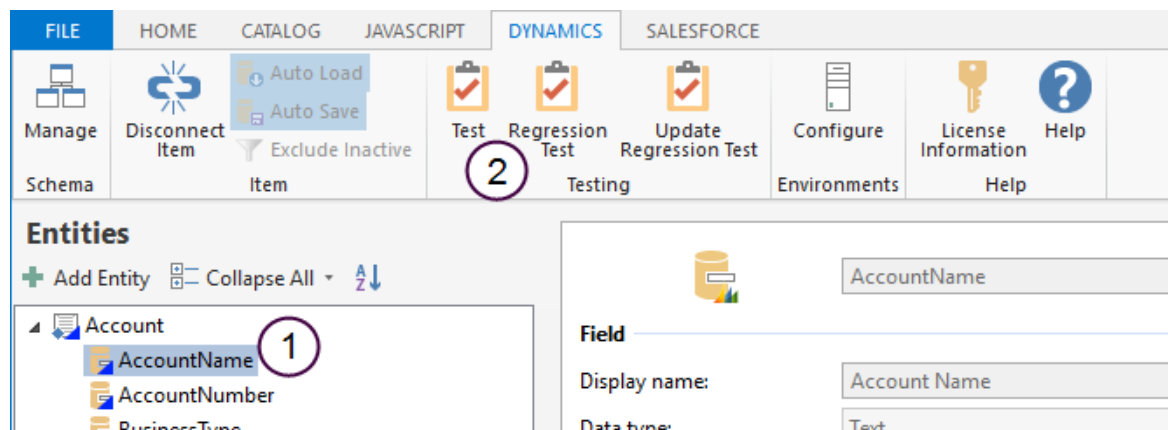 FILE HOME CATALOG JAVASCRIPT DYNAMICS SALESFORCE
Auto Load
Auto Save
Exclude Inactive
Manage
Disconnect
Item
Test
Regression
Test
Update
Regression Test
Configure
License
Information
Help
2
Schema Item Testing Environments Help
Entities
Add Entity Collapse All
AZ
Account
AccountName
1
AccountNumber
BusinessType
AccountName
Field
Display name: Account Name
Data type: Text